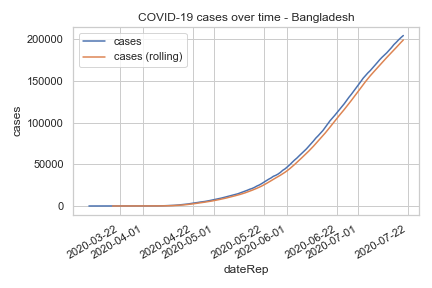 COVID-19 cases over time - Bangladesh
cases
cases (rolling)
200000
150000
100000
50000
0
cases
2020-03-22
2020-04-01
2020-04-22
2020-05-01
2020-05-22
2020-06-01
2020-06-22
2020-07-01
2020-07-22
dateRep